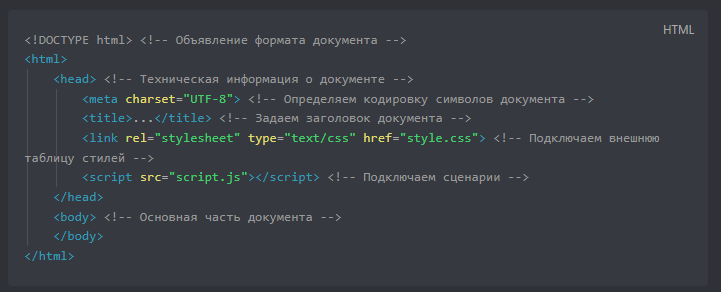 HTML
<!DOCTYPE html> <!-- Объявление формата документа -->
<html>
<head> <!-- Техническая информация о документе -->
<meta charset="UTF-8"> <!-- Определяем кодировку символов документа -->
<title>...</title> <!-- Задаем заголовок документа -->
<link rel="stylesheet" type="text/css" href="style.css"> <!-- Подключаем внешнюю
таблицу стилей -->
<script src="script.js"></script> <!-- Подключаем сценарии -->
</head>
<body> <!-- Основная часть документа -->
</body>
</html>